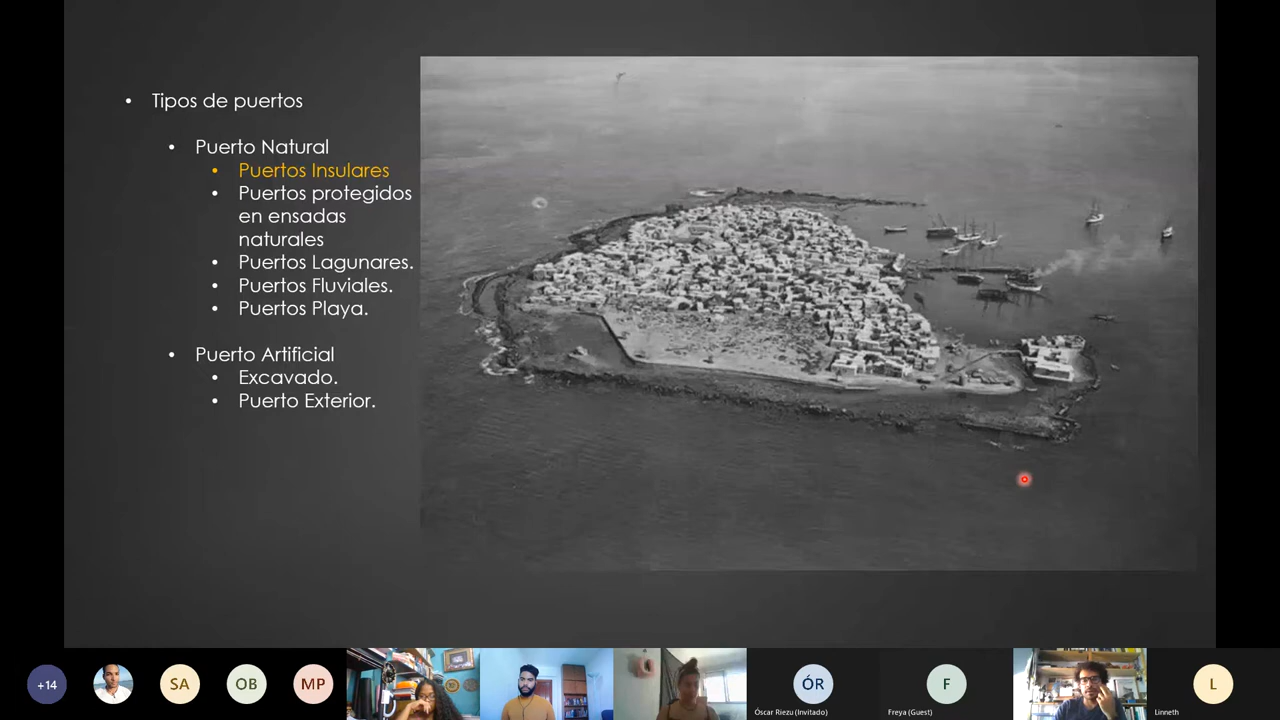 Tipos de puertos
Puerto Natural
Puertos Insulares
Puertos protegidos
en ensadas
naturales
Puertos Lagunares.
Puertos Fluviales.
Puertos Playa.
Puerto Artificial
Excavado.
Puerto Exterior.
+14
SA
OB
MP
ÓR
F
L
Óscar Riezu (Invitado)
Freya (Guest)
Linneth